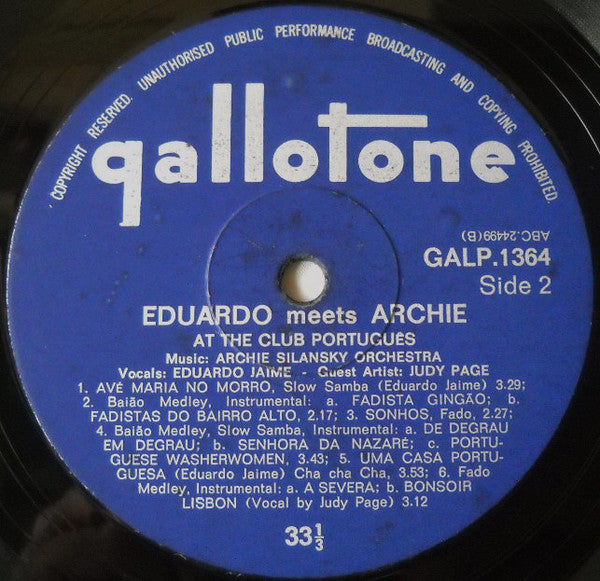 COPYRIGHT RESERVED. UNAUTHORISED PUBLIC PERFORMANCE BROADCASTING AND COPYING PROHIBITED.
gallotone
ABC.24499(B)
GALP.1364
Side 2
EDUARDO meets ARCHIE
AT THE CLUB PORTUGUÊS
Music: ARCHIE SILANSKY ORCHESTRA
Vocals: EDUARDO JAIME - Guest Artist: JUDY PAGE
1. AVÉ MARIA NO MORRO, Slow Samba (Eduardo Jaime) 3.29;
2. Baião Medley, Instrumental: a. FADISTA GINGÃO; b.
FADISTAS DO BAIRRO ALTO, 2.17; 3. SONHOS, Fado, 2.27;
4. Baião Medley, Slow Samba, Instrumental: a. DE DEGRAU
EM DEGRAU; b. SENHORA DA NAZARÉ; c. PORTU-
GUESE WASHERWOMEN, 3.43; 5. UMA CASA PORTU-
GUESA (Eduardo Jaime) Cha cha Cha, 3.53; 6. Fado
Medley, Instrumental: a. A SEVERA; b. BONSOIR
LISBON (Vocal by Judy Page) 3.12
33⅓